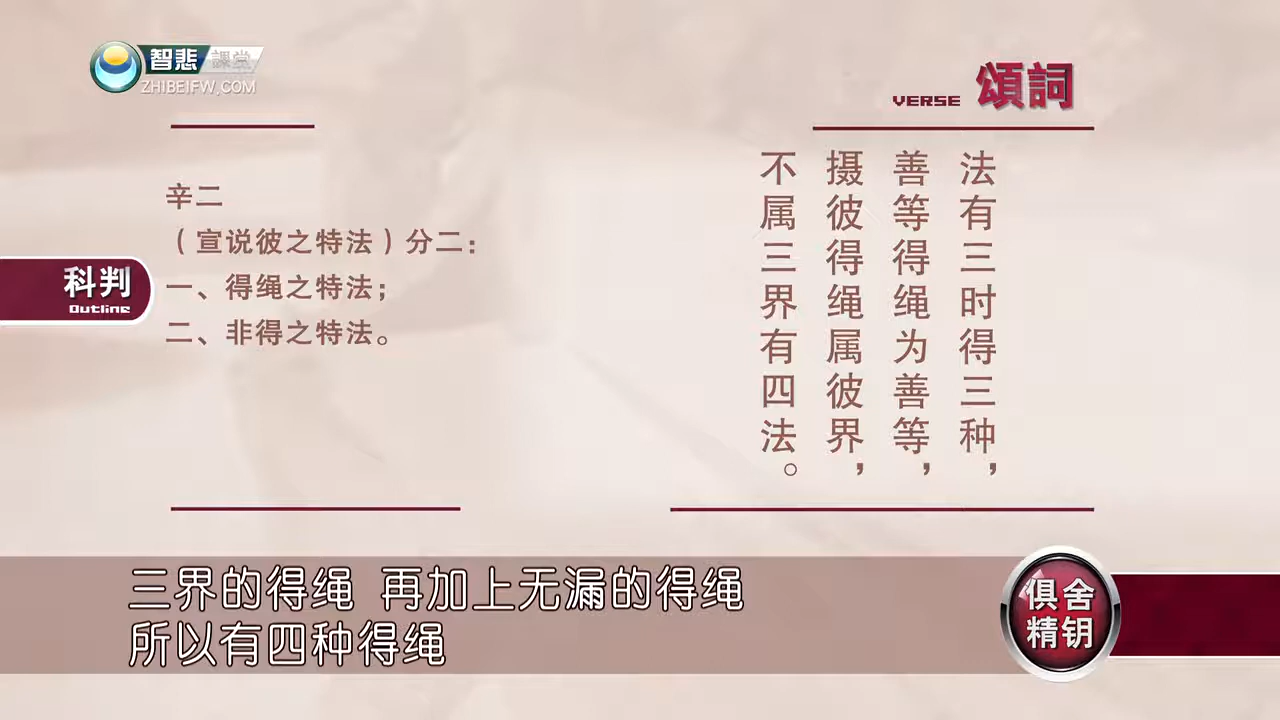 智悲課堂
ZHIBEIFW.COM
VERSE 頌詞
法有三时得三种，
善等得绳为善等，
摄彼得绳属彼界，
不属三界有四法。
辛二
（宣说彼之特法）分二：
一、得绳之特法；
二、非得之特法。
科判
Outline
三界的得绳 再加上无漏的得绳
所以有四种得绳
俱舍
精钥